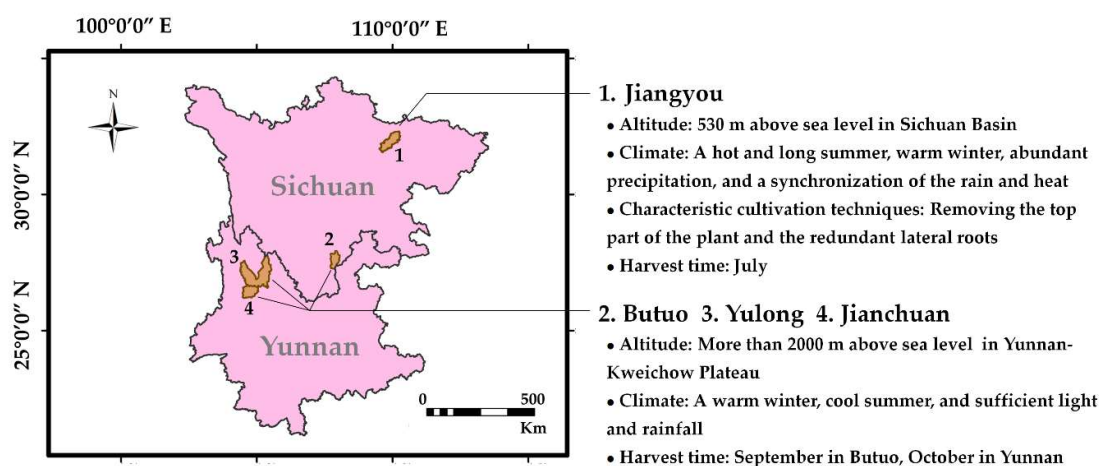 100°0'0" E 110°0'0" E
N
30°0'0" N
25°0'0" N
Sichuan
Yunnan
1
2
3
4
0 500
Km
1. Jiangyou
• Altitude: 530 m above sea level in Sichuan Basin
• Climate: A hot and long summer, warm winter, abundant
precipitation, and a synchronization of the rain and heat
• Characteristic cultivation techniques: Removing the top
part of the plant and the redundant lateral roots
• Harvest time: July
2. Butuo 3. Yulong 4. Jianchuan
• Altitude: More than 2000 m above sea level in Yunnan-
Kweichow Plateau
• Climate: A warm winter, cool summer, and sufficient light
and rainfall
• Harvest time: September in Butuo, October in Yunnan